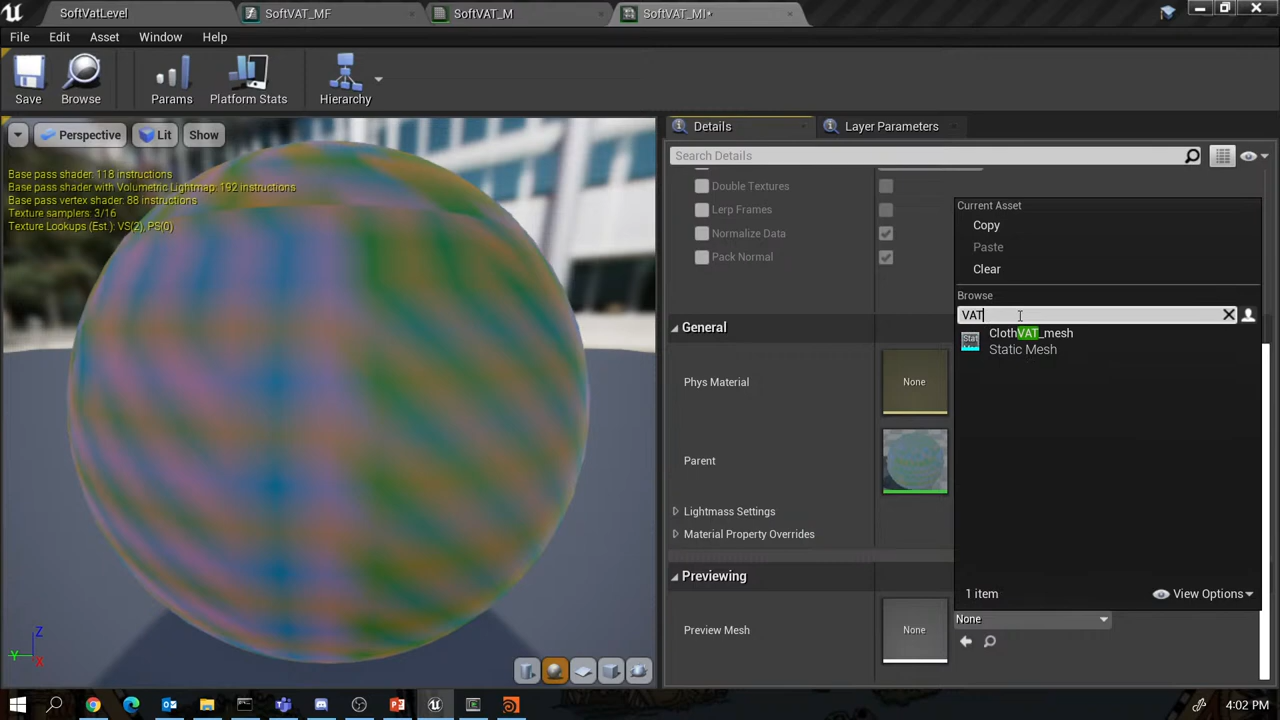 SoftVATLevel
SoftVAT_MF
SoftVAT_M
SoftVAT_MI•
File Edit Asset Window Help
Save Browse Params Platform Stats Hierarchy
Perspective Lit Show
Base pass shader: 118 instructions
Base pass shader with Volumetric Lightmap: 192 instructions
Base pass vertex shader: 88 instructions
Texture samplers: 3/16
Texture Lookups (Est.): VS(2), PS(0)
Z
Y
X
Details
Layer Parameters
Search Details
Double Textures
Lerp Frames
Normalize Data
Pack Normal
General
Phys Material
None
Parent
Lightmass Settings
Material Property Overrides
Previewing
Preview Mesh
None
Current Asset
Copy
Paste
Clear
Browse
VAT
ClothVAT_mesh
Static Mesh
1 item
View Options
None
4:02 PM